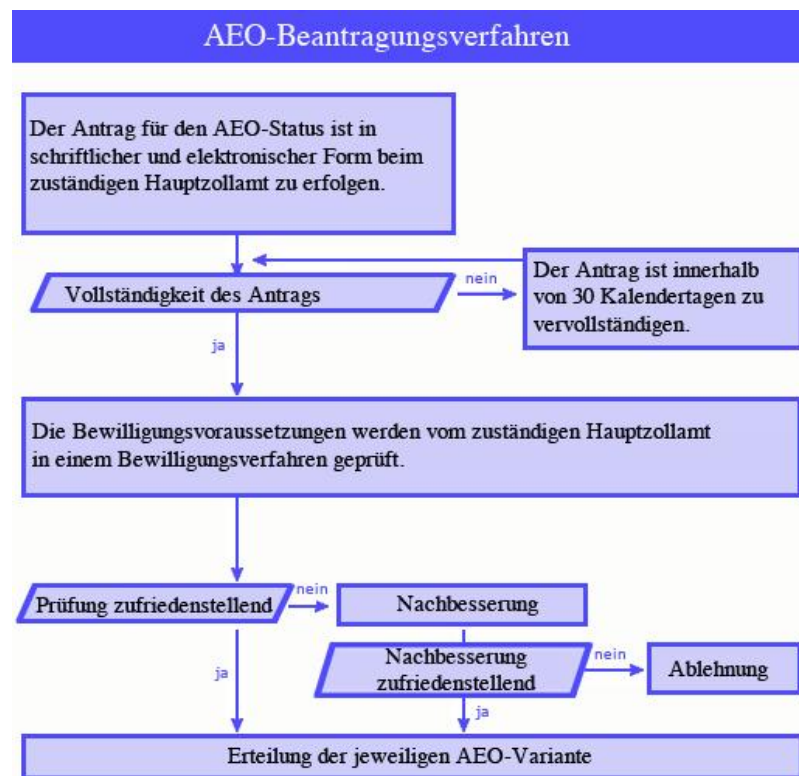 AEO-Beantragungsverfahren
Der Antrag für den AEO-Status ist in
schriftlicher und elektronischer Form beim
zuständigen Hauptzollamt zu erfolgen.
Vollständigkeit des Antrags
nein
Der Antrag ist innerhalb
von 30 Kalendertagen zu
vervollständigen.
ja
Die Bewilligungsvoraussetzungen werden vom zuständigen Hauptzollamt
in einem Bewilligungsverfahren geprüft.
Prüfung zufriedenstellend
nein
Nachbesserung
ja
Nachbesserung
zufriedenstellend
nein
Ablehnung
ja
Erteilung der jeweiligen AEO-Variante